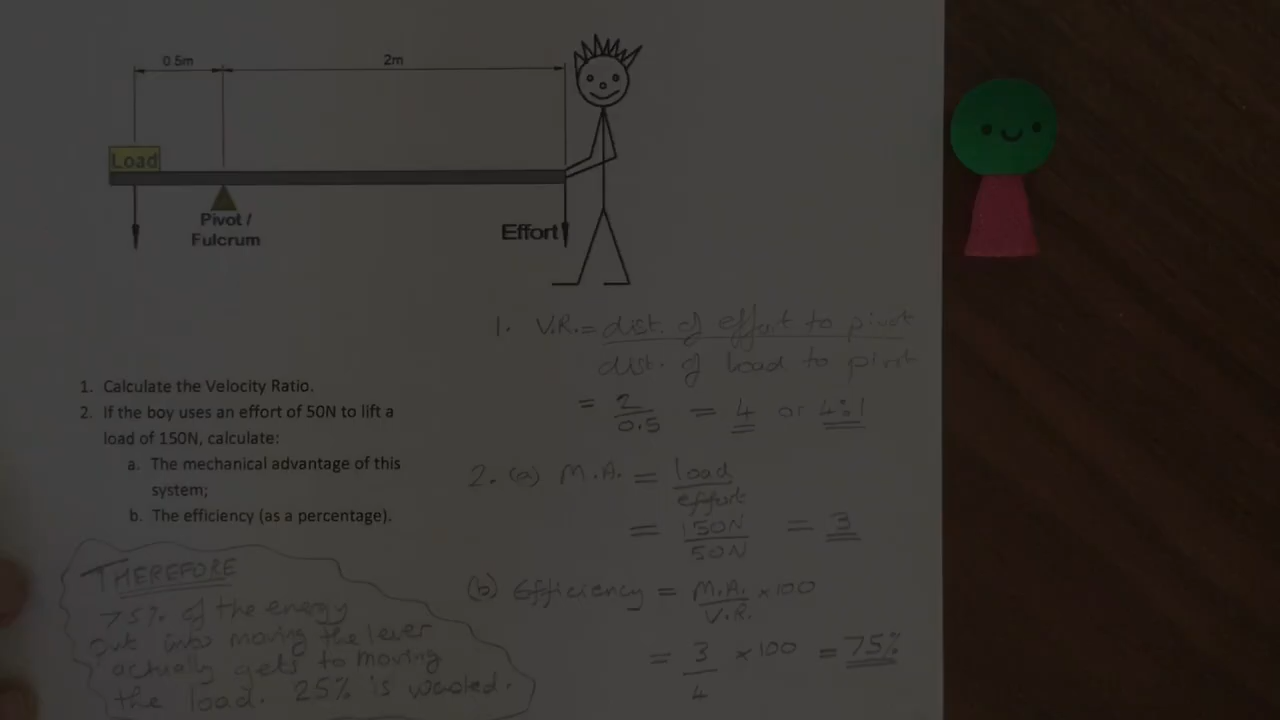 0.5m 2m
Load
Pivot /
Fulcrum
Effort
1. Calculate the Velocity Ratio.
2. If the boy uses an effort of 50N to lift a
load of 150N, calculate:
a. The mechanical advantage of this
system;
b. The efficiency (as a percentage).
1. V.R. = dist. of effort to pivot
dist. of load to pivot
= 2 = 4 or 4:1
0.5
2. (a) M.A. = load
effort
= 150N = 3
50N
(b) Efficiency = M.A. x 100
V.R.
= 3 x 100 = 75%
4
THEREFORE
75% of the energy
put into moving the lever
actually gets to moving
the load. 25% is wasted.